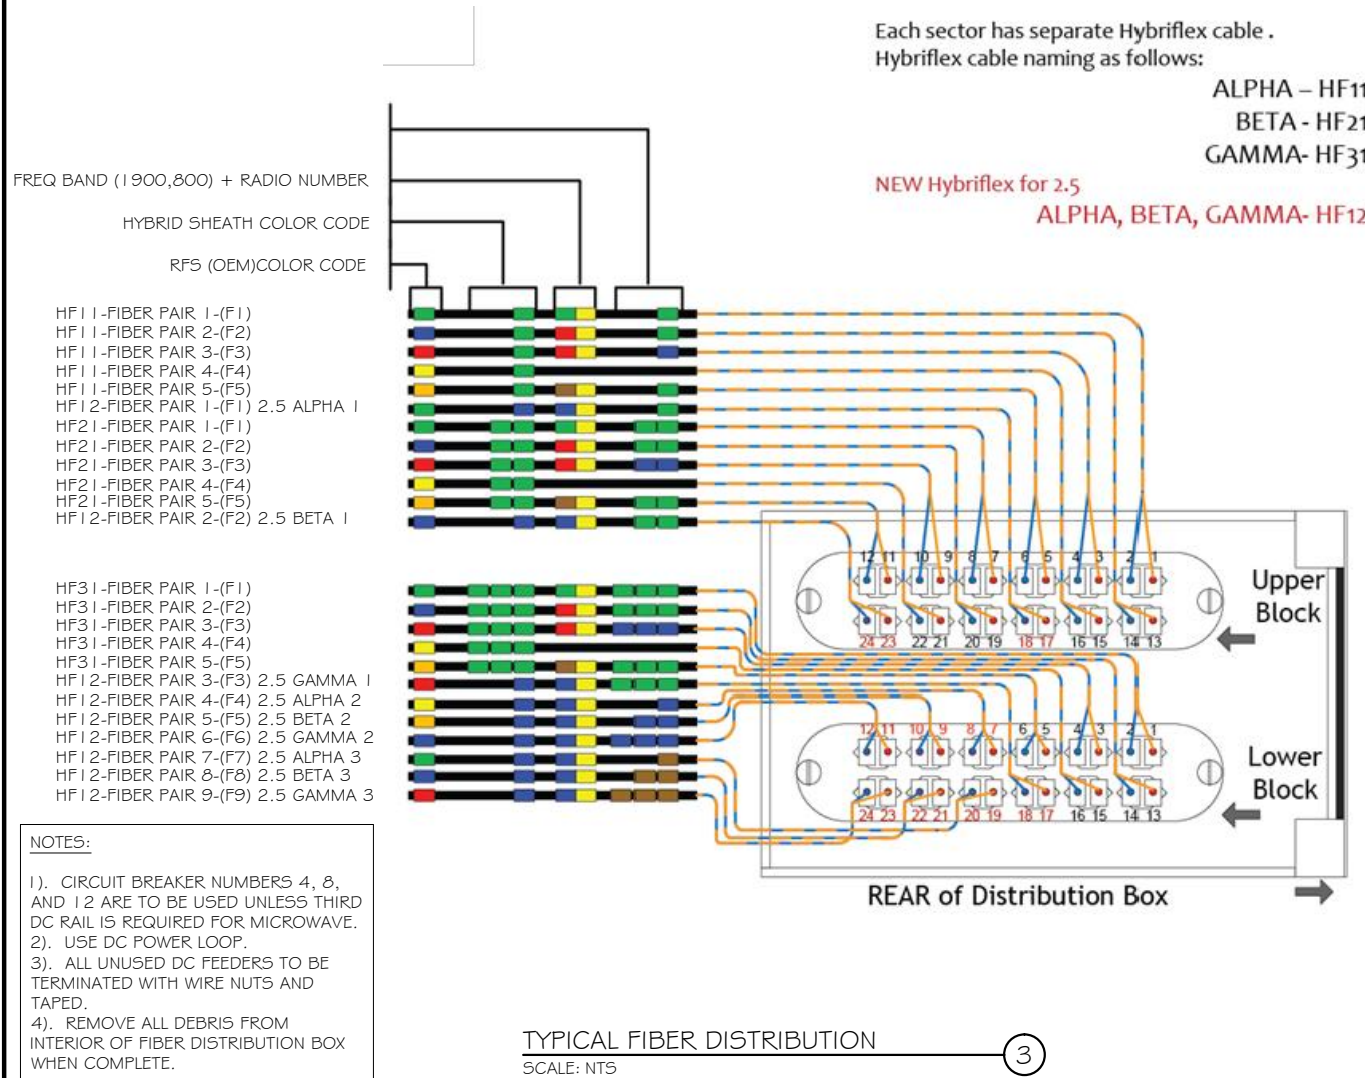 Each sector has separate Hybriflex cable .
Hybriflex cable naming as follows:
ALPHA – HF11
BETA - HF21
GAMMA- HF31
NEW Hybriflex for 2.5
ALPHA, BETA, GAMMA- HF12
FREQ BAND (1900,800) + RADIO NUMBER
HYBRID SHEATH COLOR CODE
RFS (OEM)COLOR CODE
HF11-FIBER PAIR 1-(F1)
HF11-FIBER PAIR 2-(F2)
HF11-FIBER PAIR 3-(F3)
HF11-FIBER PAIR 4-(F4)
HF11-FIBER PAIR 5-(F5)
HF12-FIBER PAIR 1-(F1) 2.5 ALPHA 1
HF21-FIBER PAIR 1-(F1)
HF21-FIBER PAIR 2-(F2)
HF21-FIBER PAIR 3-(F3)
HF21-FIBER PAIR 4-(F4)
HF21-FIBER PAIR 5-(F5)
HF12-FIBER PAIR 2-(F2) 2.5 BETA 1
12 11 10 9 8 7 6 5 4 3 2 1
Upper
Block
24 23 22 21 20 19 18 17 16 15 14 13
HF31-FIBER PAIR 1-(F1)
HF31-FIBER PAIR 2-(F2)
HF31-FIBER PAIR 3-(F3)
HF31-FIBER PAIR 4-(F4)
HF31-FIBER PAIR 5-(F5)
HF12-FIBER PAIR 3-(F3) 2.5 GAMMA 1
HF12-FIBER PAIR 4-(F4) 2.5 ALPHA 2
HF12-FIBER PAIR 5-(F5) 2.5 BETA 2
HF12-FIBER PAIR 6-(F6) 2.5 GAMMA 2
HF12-FIBER PAIR 7-(F7) 2.5 ALPHA 3
HF12-FIBER PAIR 8-(F8) 2.5 BETA 3
HF12-FIBER PAIR 9-(F9) 2.5 GAMMA 3
12 11 10 9 8 7 6 5 4 3 2 1
Lower
Block
24 23 22 21 20 19 18 17 16 15 14 13
REAR of Distribution Box
NOTES:
1). CIRCUIT BREAKER NUMBERS 4, 8,
AND 12 ARE TO BE USED UNLESS THIRD
DC RAIL IS REQUIRED FOR MICROWAVE.
2). USE DC POWER LOOP.
3). ALL UNUSED DC FEEDERS TO BE
TERMINATED WITH WIRE NUTS AND
TAPED.
4). REMOVE ALL DEBRIS FROM
INTERIOR OF FIBER DISTRIBUTION BOX
WHEN COMPLETE.
TYPICAL FIBER DISTRIBUTION
SCALE: NTS
3